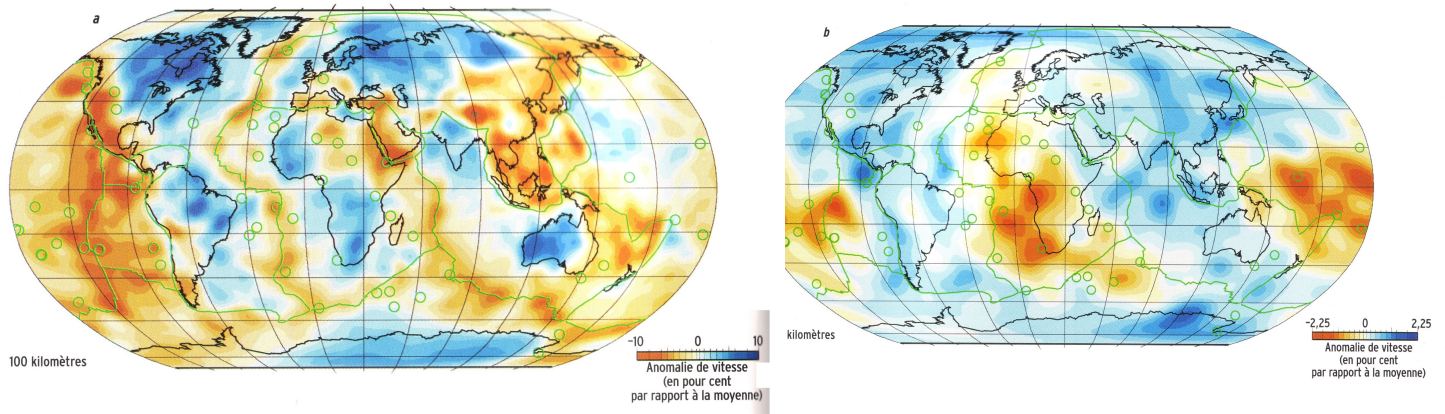 a
100 kilomètres
-10 0 10
Anomalie de vitesse
(en pour cent
par rapport à la moyenne)
b
kilomètres
-2,25 0 2,25
Anomalie de vitesse
(en pour cent
par rapport à la moyenne)